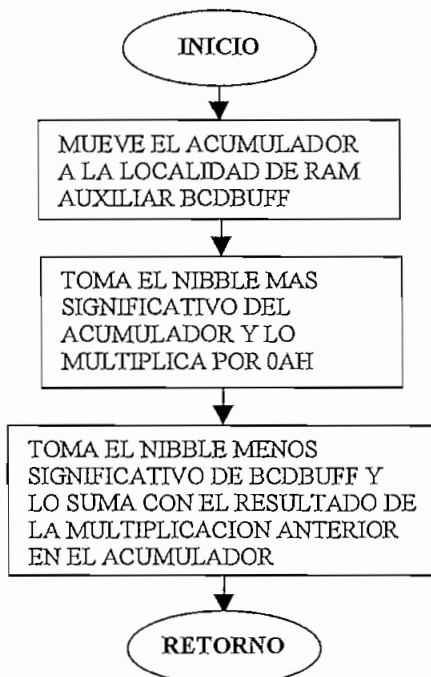 INICIO
MUEVE EL ACUMULADOR
A LA LOCALIDAD DE RAM
AUXILIAR BCDBUFF
TOMA EL NIBBLE MAS
SIGNIFICATIVO DEL
ACUMULADOR Y LO
MULTIPLICA POR 0AH
TOMA EL NIBBLE MENOS
SIGNIFICATIVO DE BCDBUFF Y
LO SUMA CON EL RESULTADO DE
LA MULTIPLICACION ANTERIOR
EN EL ACUMULADOR
RETORNO